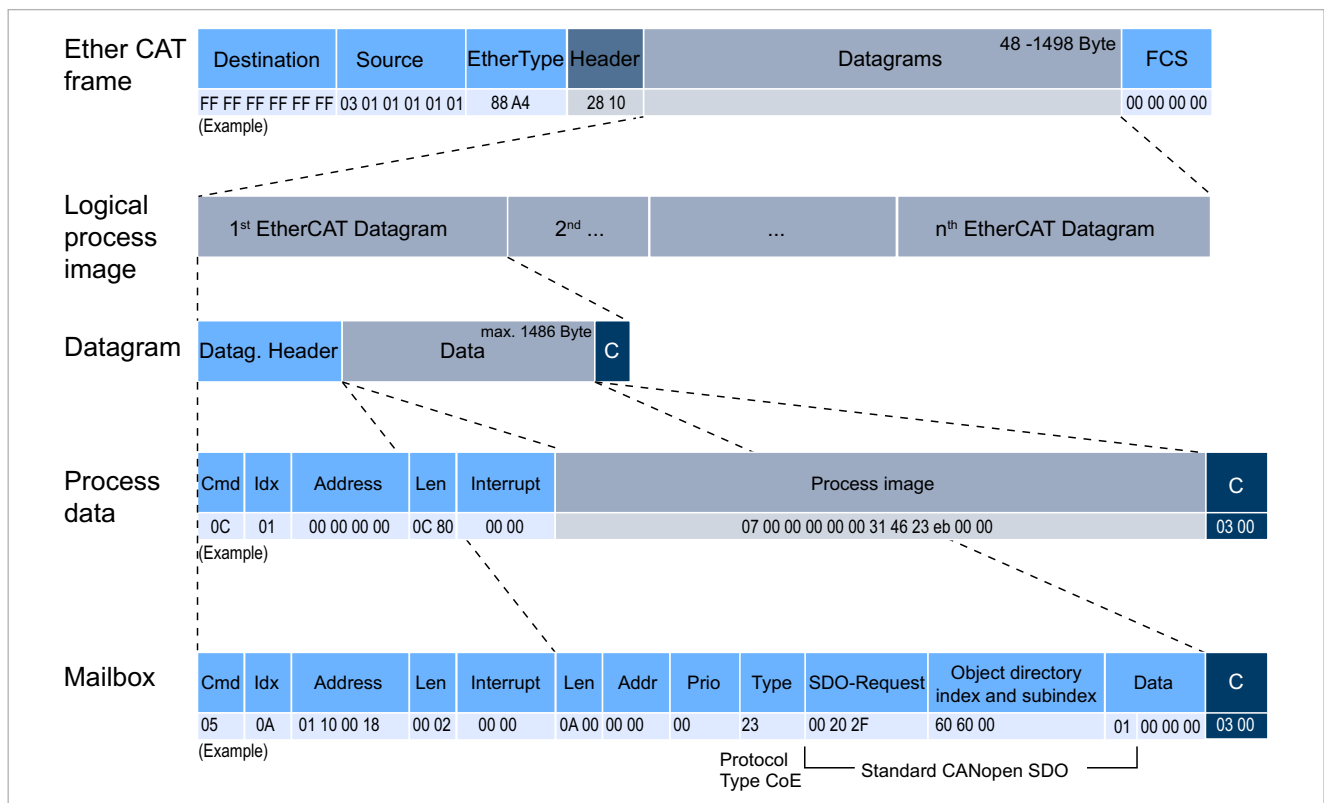 Ether CAT
frame
Destination Source EtherType Header Datagrams 48 -1498 Byte FCS
FF FF FF FF FF FF 03 01 01 01 01 01 88 A4 28 10 00 00 00 00
(Example)
Logical
process
image
1st EtherCAT Datagram 2nd ... ... nth EtherCAT Datagram
Datagram
Datag. Header Data max. 1486 Byte C
Process
data
Cmd Idx Address Len Interrupt Process image C
0C 01 00 00 00 00 0C 80 00 00 07 00 00 00 00 00 31 46 23 eb 00 00 03 00
(Example)
Mailbox
Cmd Idx Address Len Interrupt Len Addr Prio Type SDO-Request Object directory index and subindex Data C
05 0A 01 10 00 18 00 02 00 00 0A 00 00 00 00 23 00 20 2F 60 60 00 01 00 00 00 03 00
(Example)
Protocol
Type CoE
Standard CANopen SDO